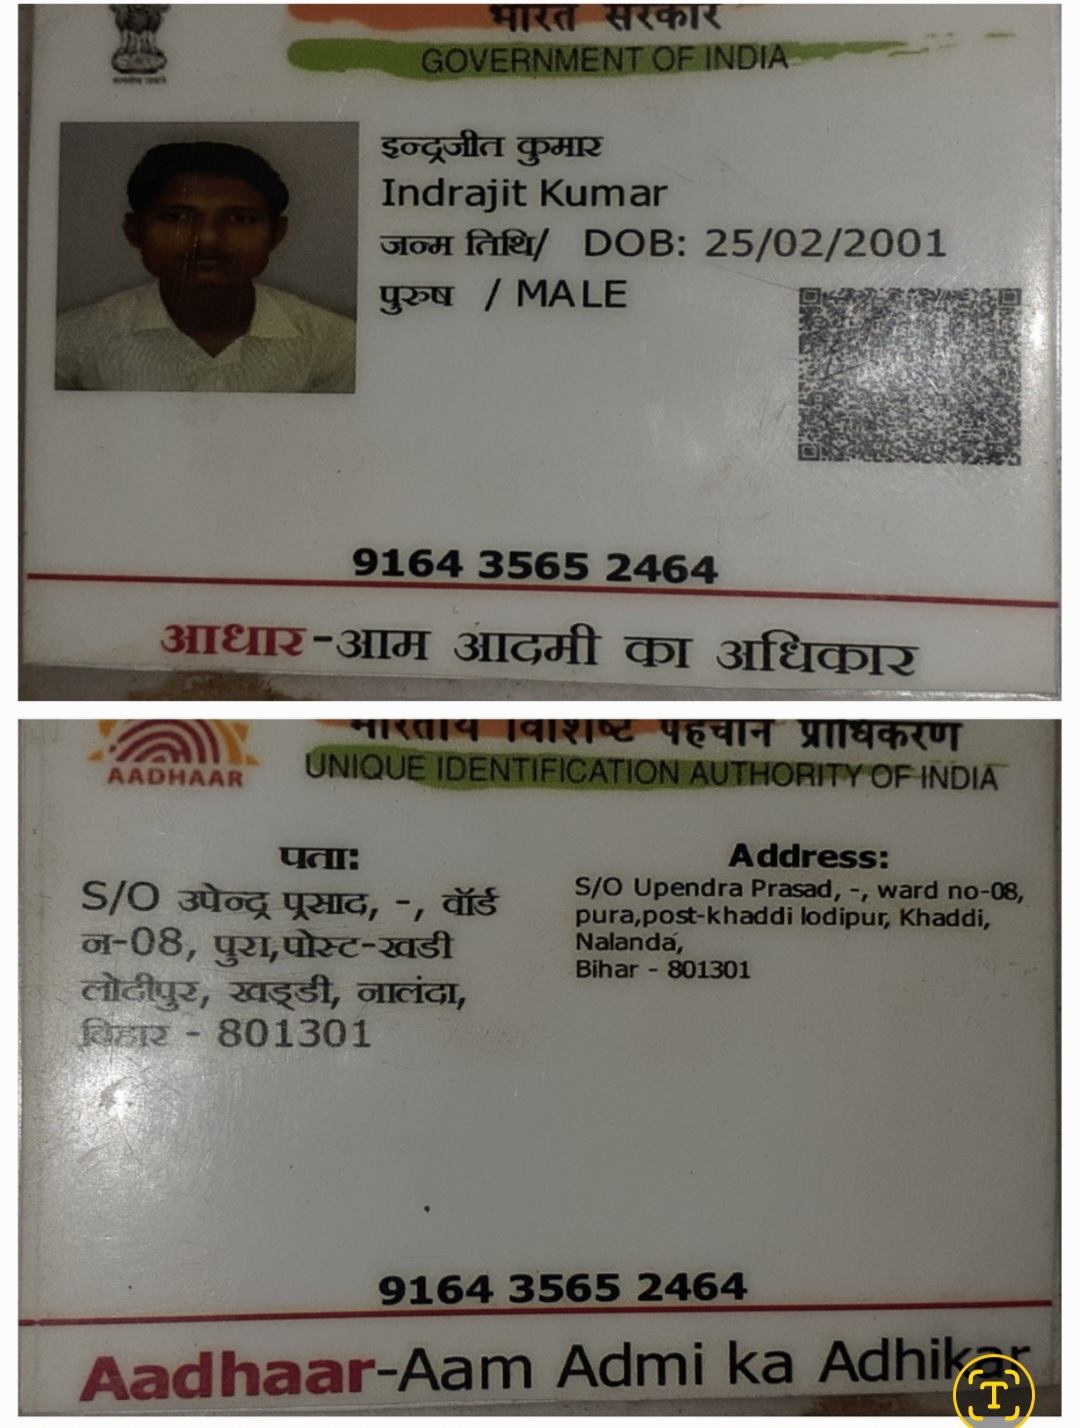 भारत सरकार
GOVERNMENT OF INDIA
इन्द्रजीत कुमार
Indrajit Kumar
जन्म तिथि/ DOB: 25/02/2001
पुरुष / MALE
9164 3565 2464
आधार-आम आदमी का अधिकार
भारतीय विशिष्ट पहचान प्राधिकरण
AADHAAR
UNIQUE IDENTIFICATION AUTHORITY OF INDIA
पता:
S/O उपेन्द्र प्रसाद, -, वॉर्ड
न-08, पुरा,पोस्ट-खडी
लोदीपुर, खड्डी, नालंदा,
बिहार - 801301
Address:
S/O Upendra Prasad, -, ward no-08,
pura,post-khaddi lodipur, Khaddi,
Nalanda,
Bihar - 801301
9164 3565 2464
Aadhaar-Aam Admi ka Adhikar